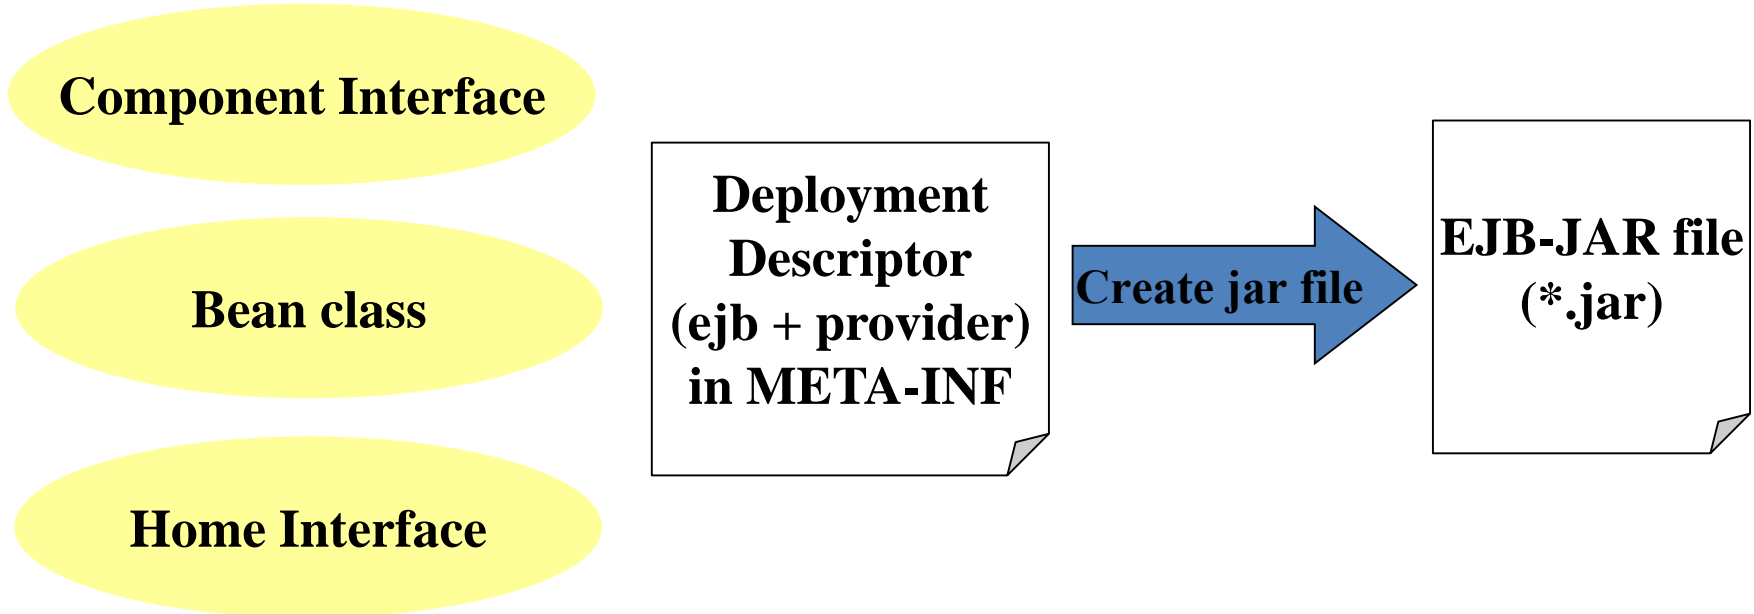 Component Interface
Bean class
Home Interface
Deployment
Descriptor
(ejb + provider)
in META-INF
Create jar file
EJB-JAR file
(*.jar)